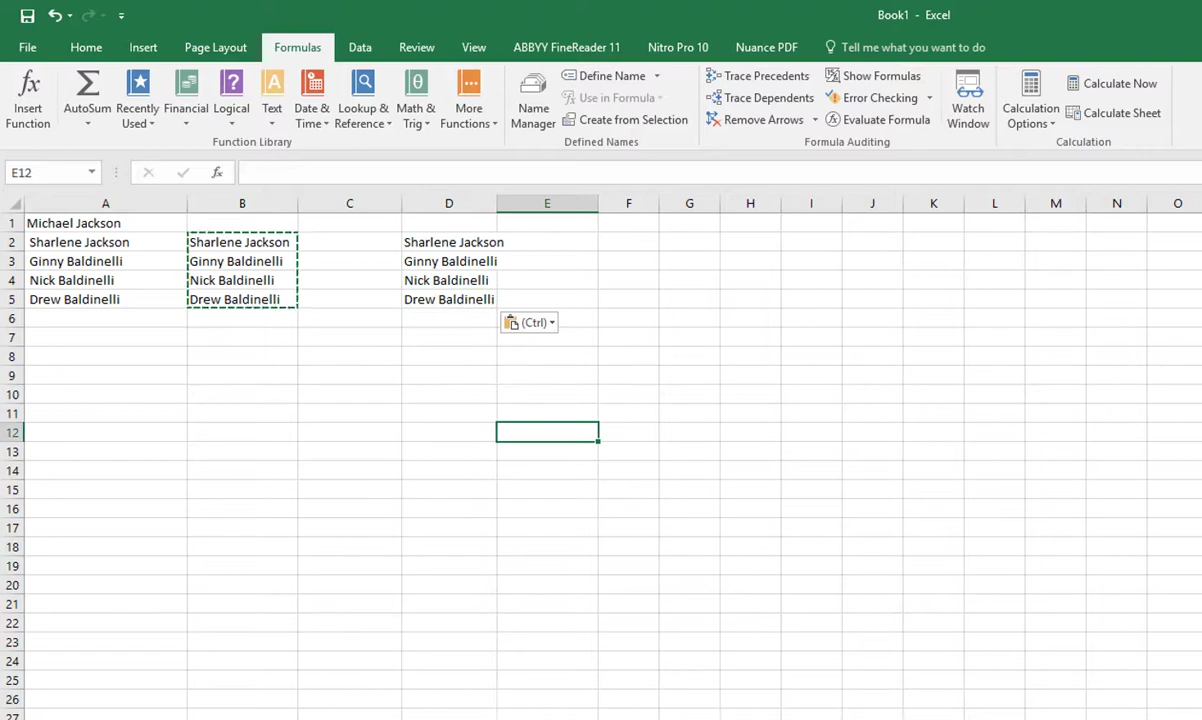 Book1 - Excel
File Home Insert Page Layout Formulas Data Review View ABBYY FineReader 11 Nitro Pro 10 Nuance PDF Tell me what you want to do
fx Σ ? A θ
Insert Function
AutoSum
Recently Used
Financial
Logical
Text
Date & Time
Lookup & Reference
Math & Trig
More Functions
Function Library
Name Manager
Define Name
Use in Formula
Create from Selection
Defined Names
Trace Precedents
Trace Dependents
Remove Arrows
Show Formulas
Error Checking
Evaluate Formula
Formula Auditing
Watch Window
Calculation Options
Calculate Now
Calculate Sheet
Calculation
E12 fx
A B C D E F G H I J K L M N O
1 Michael Jackson
2 Sharlene Jackson Sharlene Jackson Sharlene Jackson
3 Ginny Baldinelli Ginny Baldinelli Ginny Baldinelli
4 Nick Baldinelli Nick Baldinelli Nick Baldinelli
5 Drew Baldinelli Drew Baldinelli Drew Baldinelli
6 (Ctrl)
7
8
9
10
11
12
13
14
15
16
17
18
19
20
21
22
23
24
25
26
27